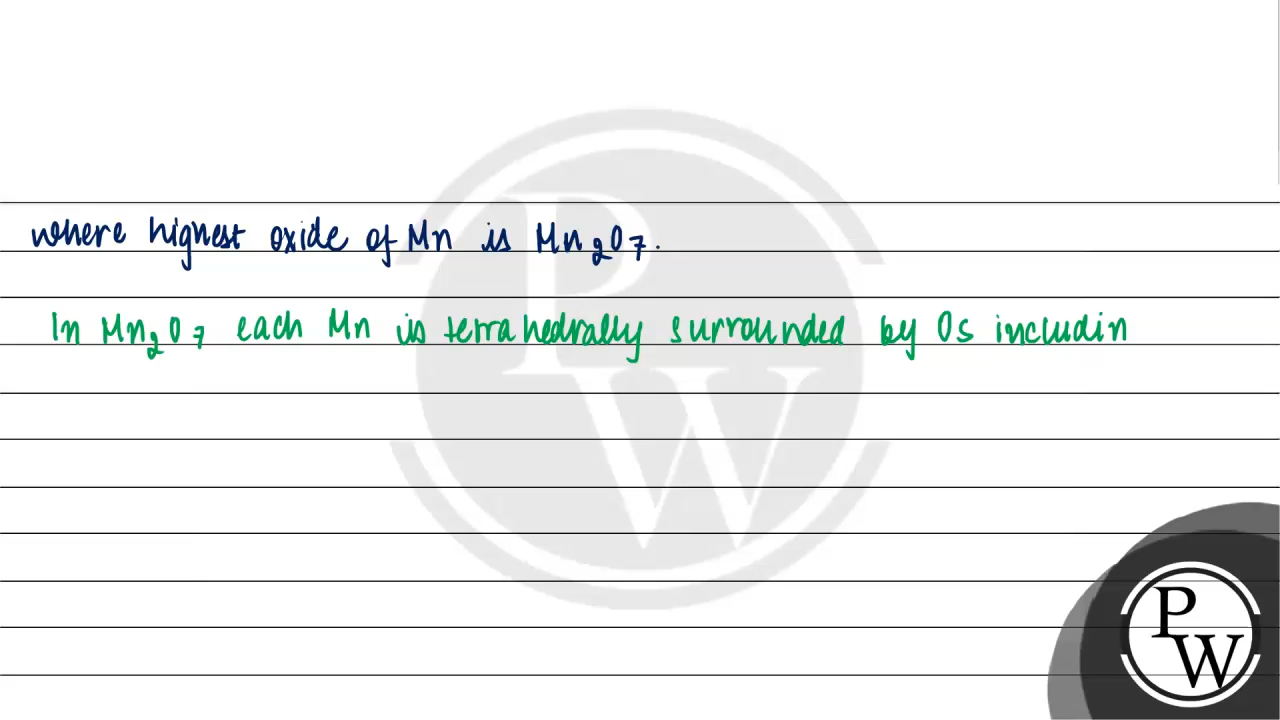 where highest oxide of Mn is Mn₂O₇.
In Mn₂O₇ each Mn is tetrahedrally surrounded by Os includin
P
W
P
W